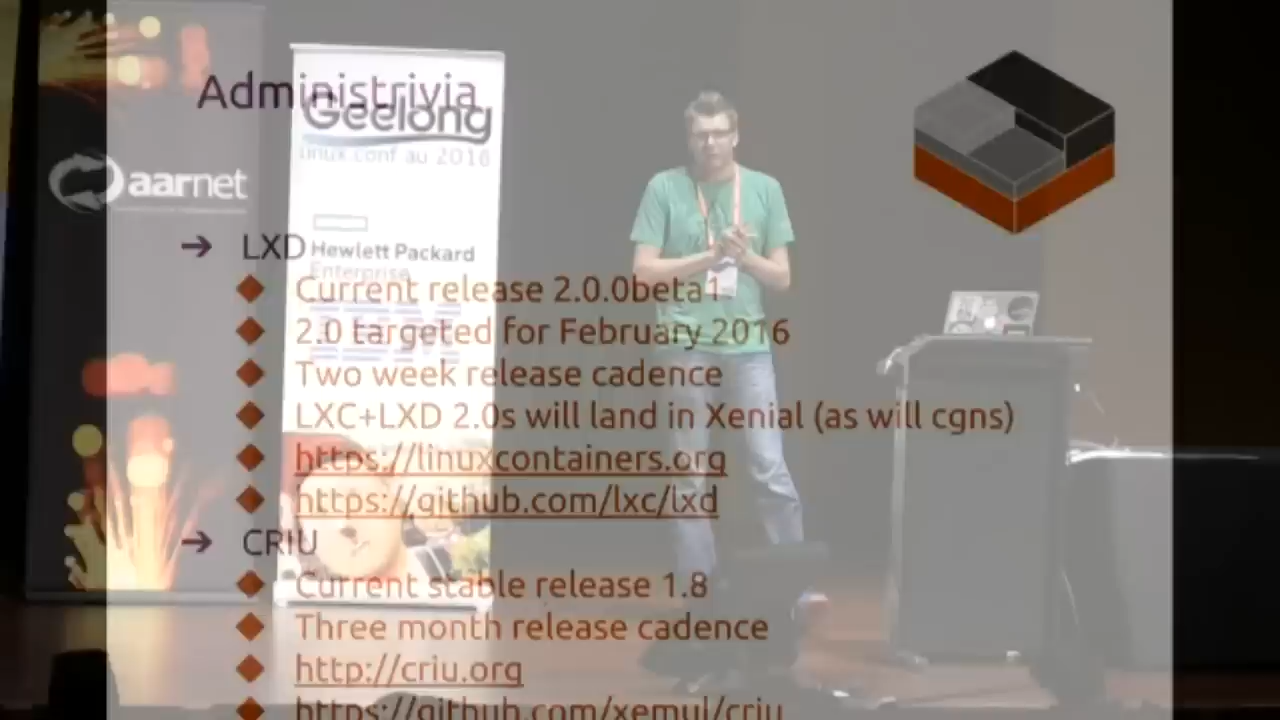 Administrivia
Geelong
linux.conf.au 2016
aarnet
→ LXD
Hewlett Packard
Enterprise
◆ Current release 2.0.0beta1
◆ 2.0 targeted for February 2016
◆ Two week release cadence
◆ LXC+LXD 2.0s will land in Xenial (as will cgns)
◆ https://linuxcontainers.org
◆ https://github.com/lxc/lxd
→ CRIU
◆ Current stable release 1.8
◆ Three month release cadence
◆ http://criu.org
◆ https://github.com/xemul/criu